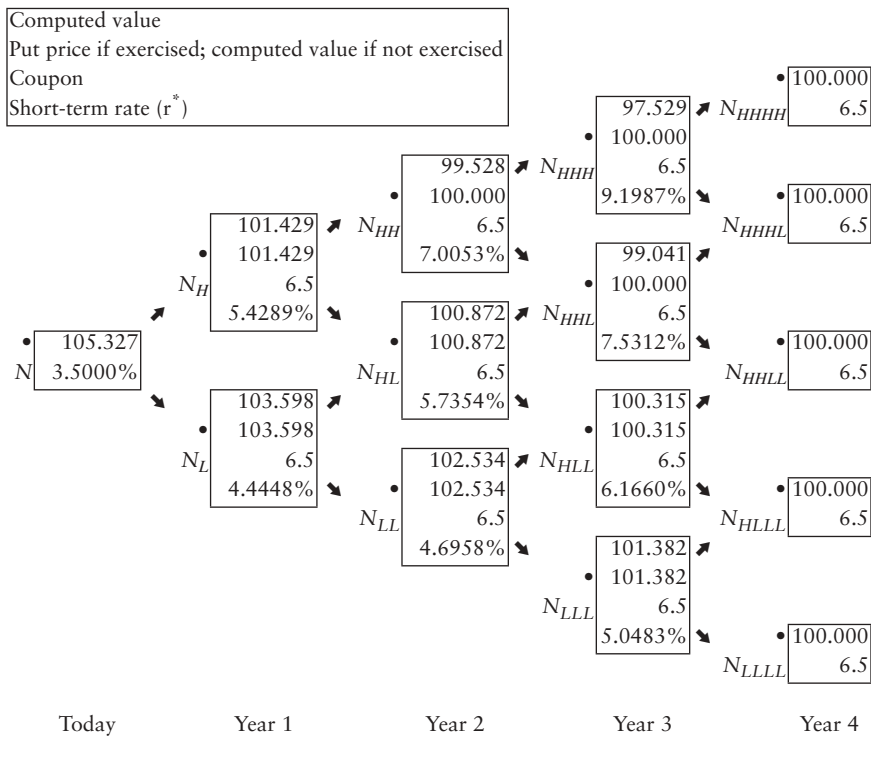 Computed value
Put price if exercised; computed value if not exercised
Coupon
Short-term rate (r*)
• 105.327
N 3.5000%
101.429
• 101.429
N_H 6.5
5.4289%
103.598
• 103.598
N_L 6.5
4.4448%
99.528
• 100.000
N_HH 6.5
7.0053%
100.872
• 100.872
N_HL 6.5
5.7354%
102.534
• 102.534
N_LL 6.5
4.6958%
97.529
• 100.000
N_HHH 6.5
9.1987%
99.041
• 100.000
N_HHL 6.5
7.5312%
100.315
• 100.315
N_HLL 6.5
6.1660%
101.382
• 101.382
N_LLL 6.5
5.0483%
• 100.000
N_HHHH 6.5
• 100.000
N_HHHL 6.5
• 100.000
N_HHLL 6.5
• 100.000
N_HLLL 6.5
• 100.000
N_LLLL 6.5
Today Year 1 Year 2 Year 3 Year 4